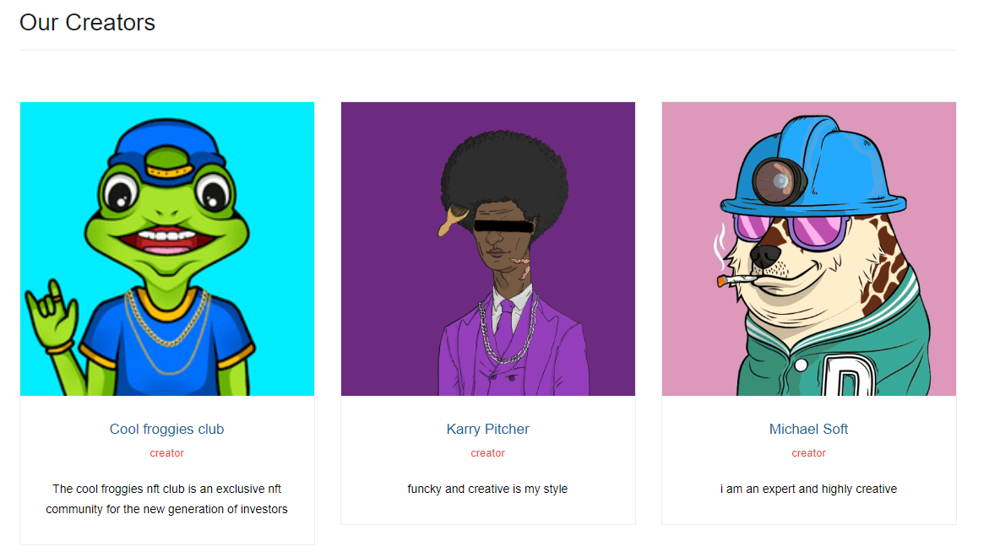 Our Creators
D
Cool froggies club
creator
The cool froggies nft club is an exclusive nft
community for the new generation of investors
Karry Pitcher
creator
funcky and creative is my style
Michael Soft
creator
i am an expert and highly creative